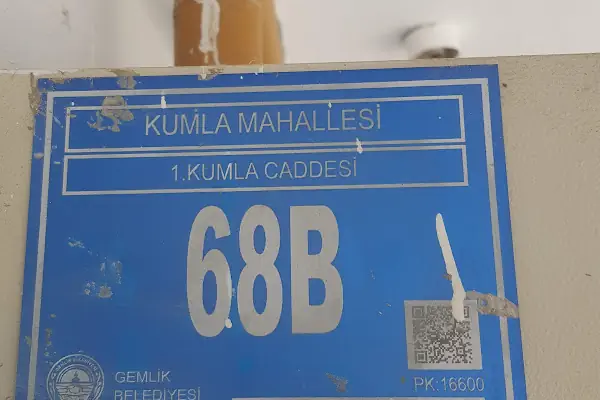 KUMLA MAHALLESİ
1.KUMLA CADDESİ
68B
GEMLİK
BELEDİYESİ
PK:16600